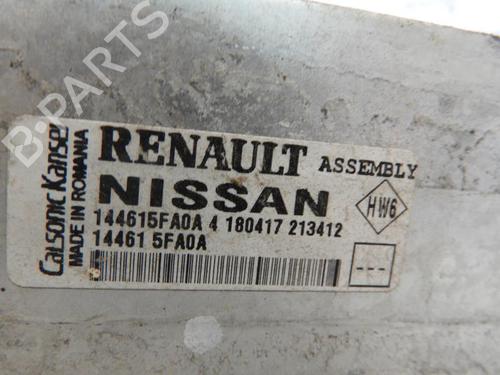 B-PARTS
Calsonic Kansei
MADE IN ROMANIA
RENAULT ASSEMBLY
NISSAN
144615FA0A 4 180417 213412
14461 5FA0A
HW6
---